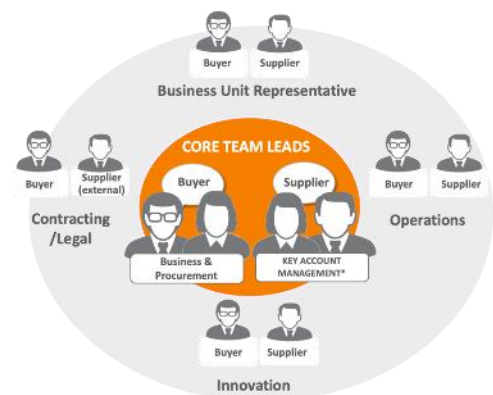 Buyer
Supplier
Business Unit Representative
CORE TEAM LEADS
Buyer
Supplier
(external)
Contracting
/Legal
Buyer
Supplier
Business &
Procurement
KEY ACCOUNT
MANAGEMENT*
Buyer
Supplier
Operations
Buyer
Supplier
Innovation